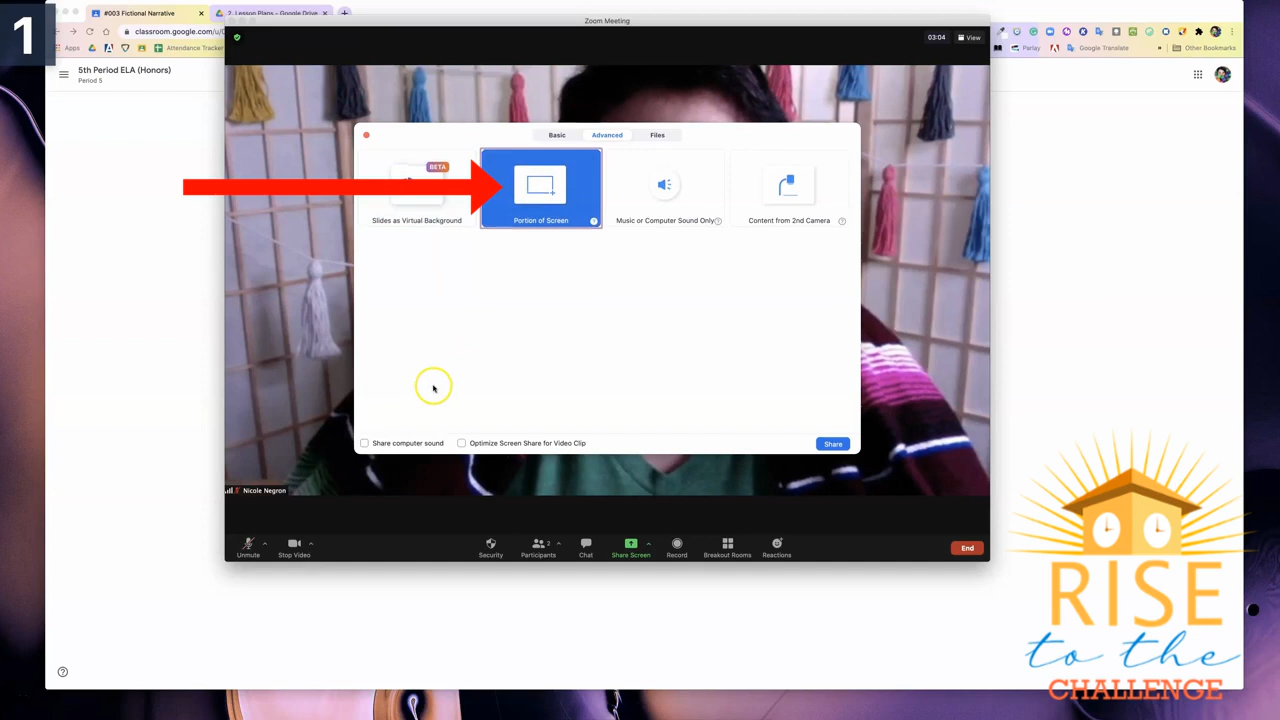 1
#003 Fictional Narrative
2. Lesson Plans - Google Drive
classroom.google.com/u/0
Apps
Attendance Tracker
Parlay
Google Translate
»
Other Bookmarks
5th Period ELA (Honors)
Period 5
Zoom Meeting
03:04
View
Basic
Advanced
Files
BETA
Slides as Virtual Background
Portion of Screen
Music or Computer Sound Only
Content from 2nd Camera
Share computer sound
Optimize Screen Share for Video Clip
Share
Nicole Negron
Unmute
Stop Video
Security
Participants
2
Chat
Share Screen
Record
Breakout Rooms
Reactions
End
RISE
to the
CHALLENGE